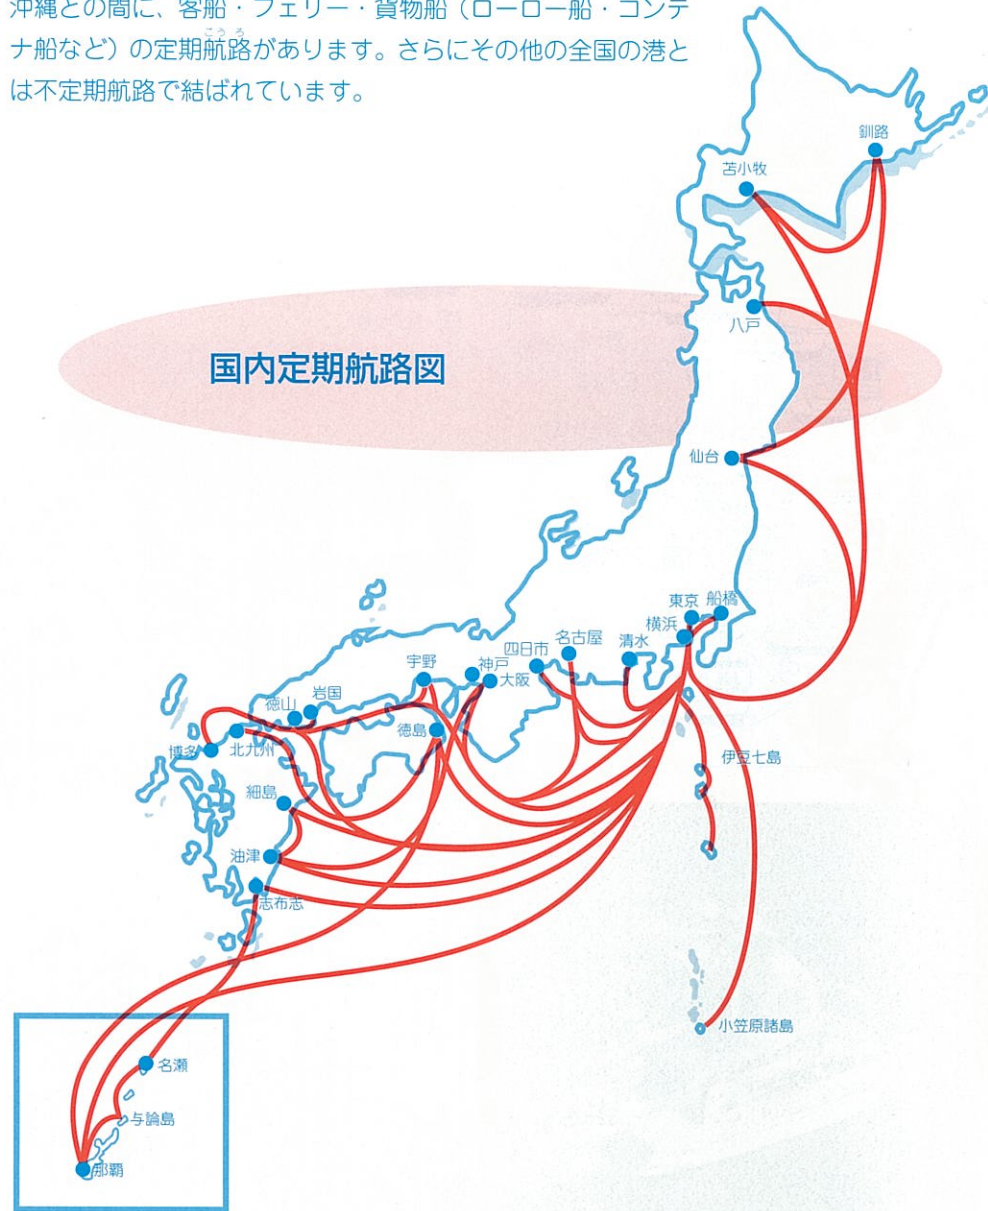 沖縄との間に、客船・フェリー・貨物船（ローロー船・コンテ
こうろ
ナ船など）の定期航路があります。さらにその他の全国の港と
は不定期航路で結ばれています。
釧路
苫小牧
八戸
国内定期航路図
仙台
東京
船橋
横浜
清水
名古屋
四日市
神戸
大阪
宇野
岩国
徳山
徳島
博多
北九州
伊豆七島
細島
油津
志布志
小笠原諸島
名瀬
与論島
那覇